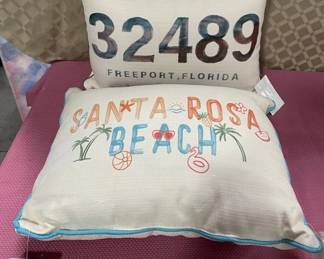 32489
FREEPORT, FLORIDA
SANTA ROSA
BEACH